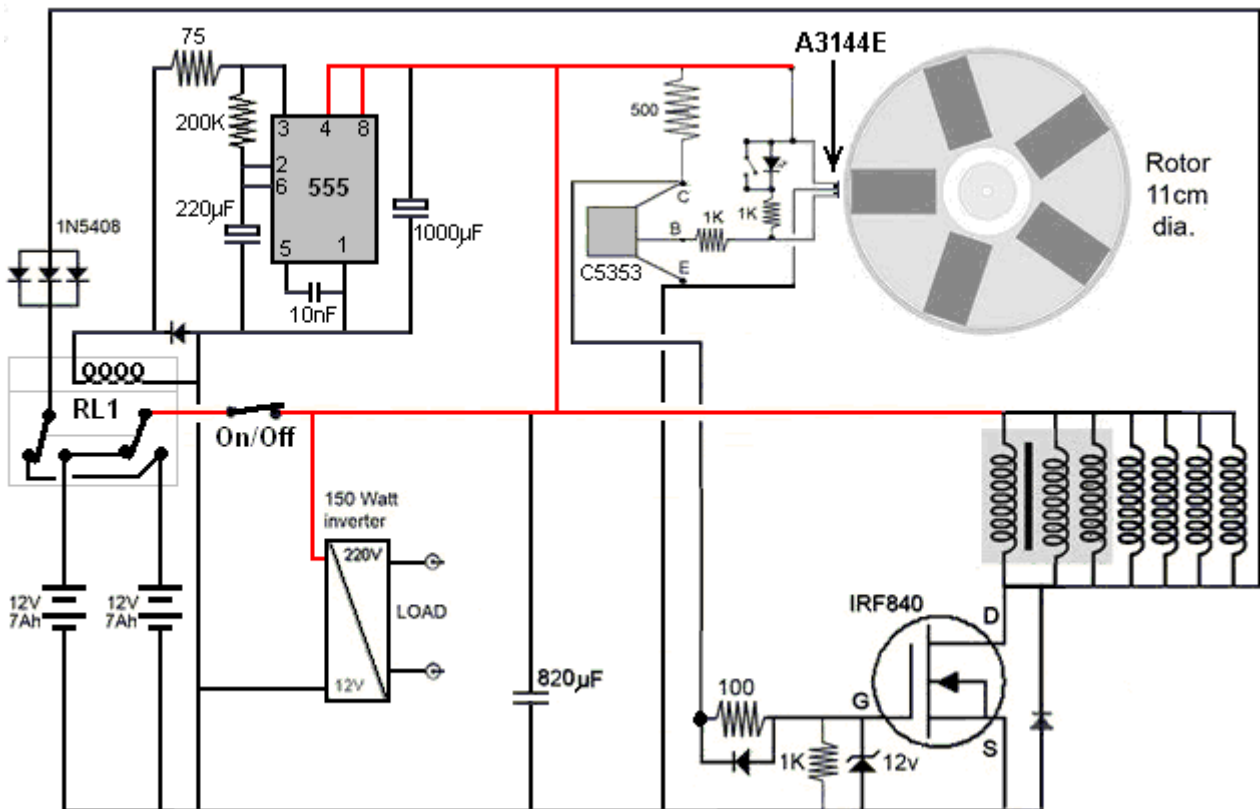 75
A3144E
200K
3
4
8
500
2
6
555
220µF
1000µF
Rotor
11cm
dia.
1N5408
5
1
C
1K
1K
B
C5353
E
10nF
RL1
On/Off
150 Watt
inverter
220V
12V
7Ah
12V
7Ah
LOAD
12V
IRF840
D
820µF
100
G
S
1K
12v